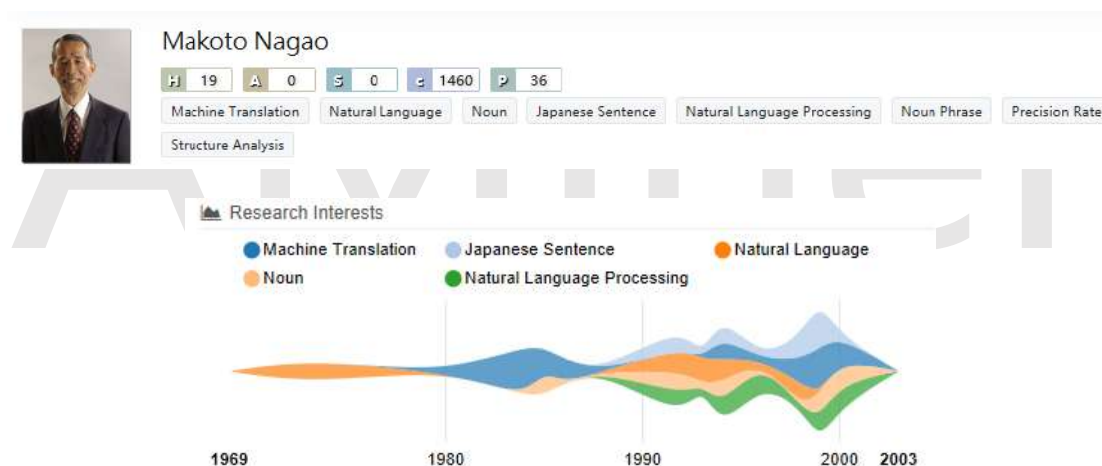 Makoto Nagao
H 19 A 0 S 0 c 1460 P 36
Machine Translation Natural Language Noun Japanese Sentence Natural Language Processing Noun Phrase Precision Rate
Structure Analysis
Research Interests
Machine Translation Japanese Sentence Natural Language
Noun Natural Language Processing
1969 1980 1990 2000 2003